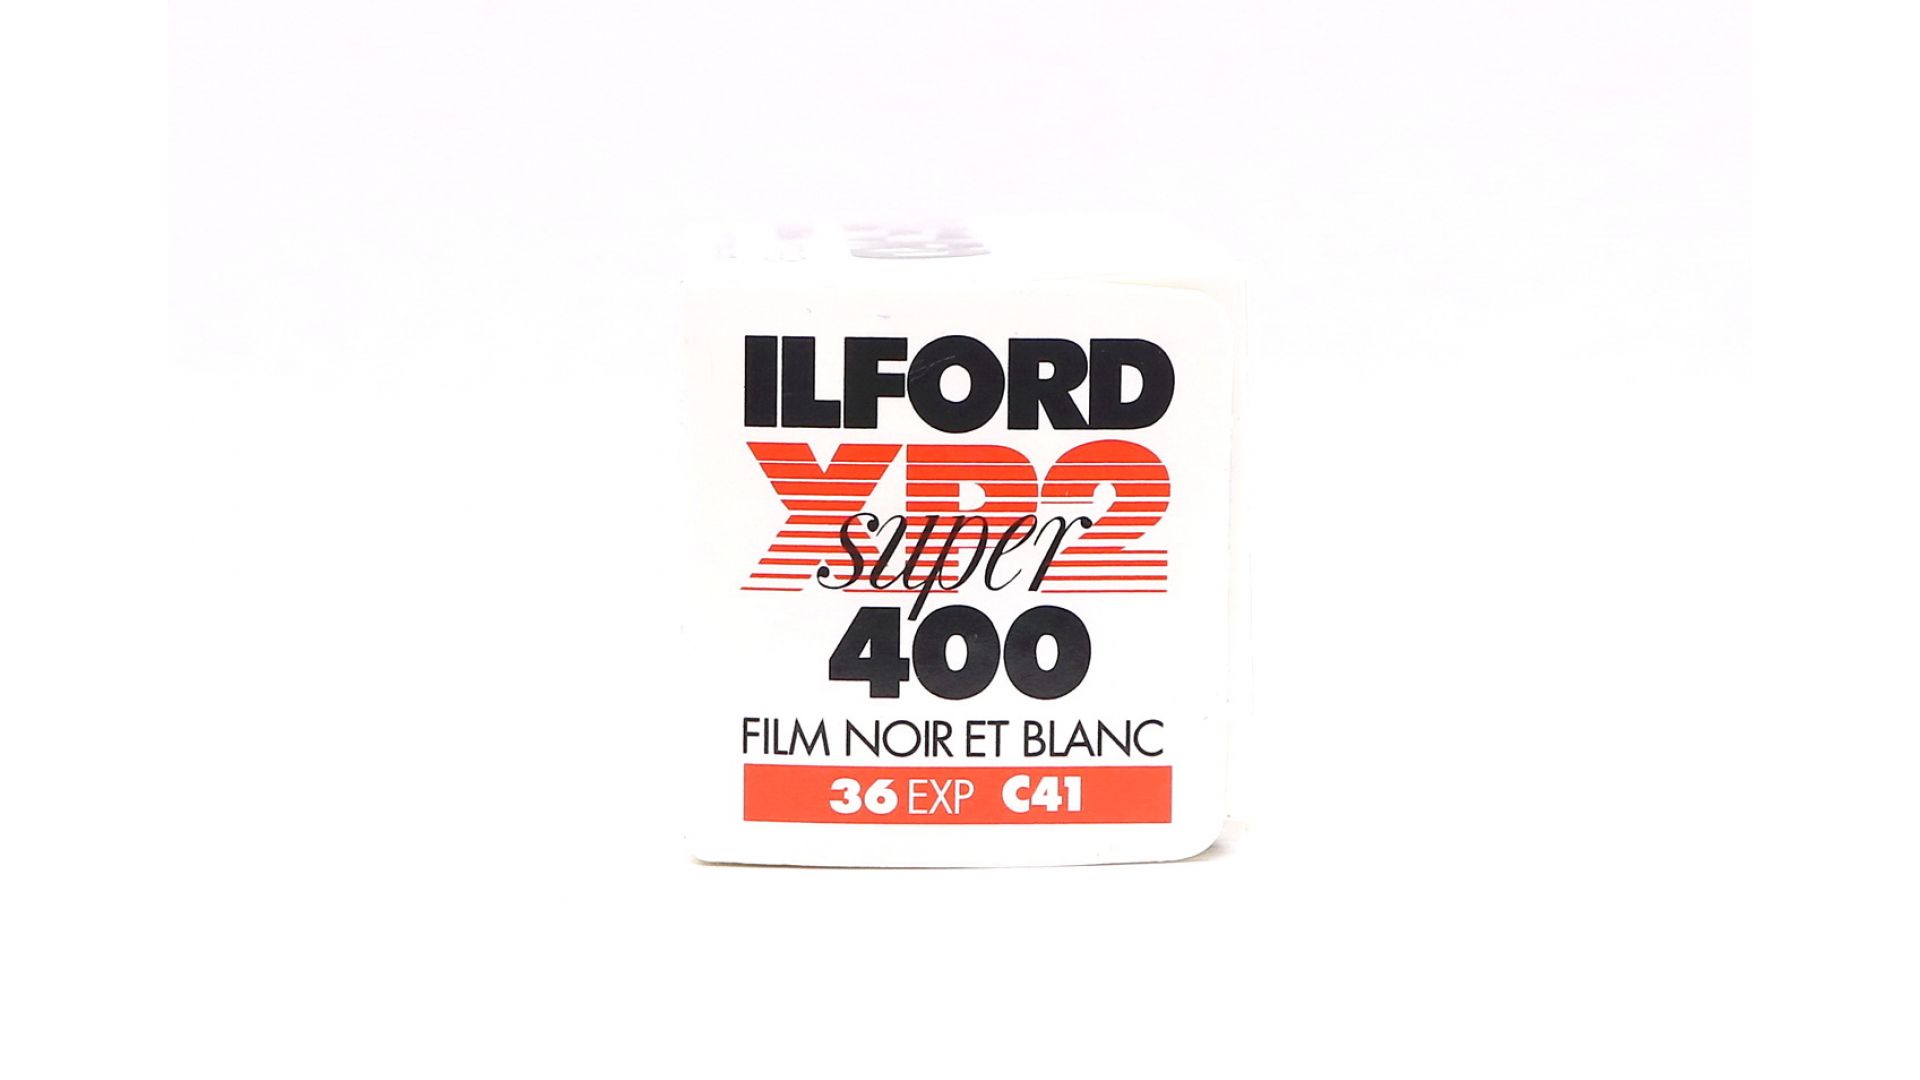 ILFORD
XP2
super
400
FILM NOIR ET BLANC
36 EXP C41